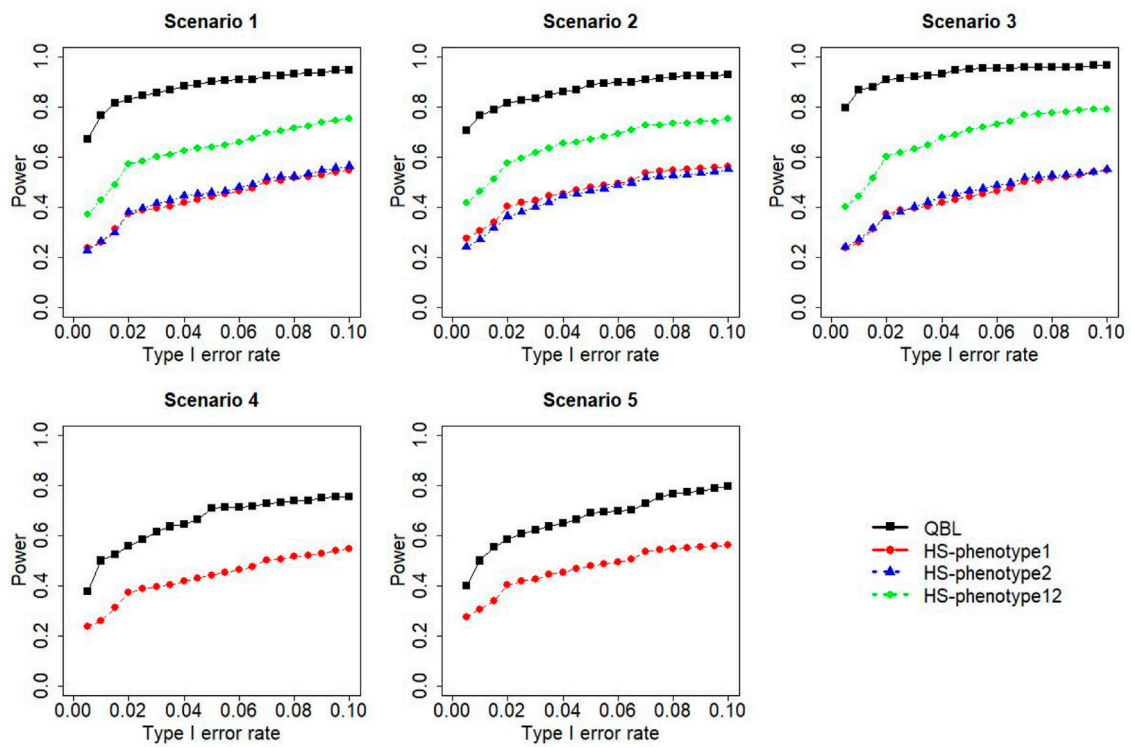 Scenario 1
Scenario 2
Scenario 3
Power
0.0 0.2 0.4 0.6 0.8 1.0
0.00 0.02 0.04 0.06 0.08 0.10
Type I error rate
Power
0.0 0.2 0.4 0.6 0.8 1.0
0.00 0.02 0.04 0.06 0.08 0.10
Type I error rate
Power
0.0 0.2 0.4 0.6 0.8 1.0
0.00 0.02 0.04 0.06 0.08 0.10
Type I error rate
Scenario 4
Scenario 5
Power
0.0 0.2 0.4 0.6 0.8 1.0
0.00 0.02 0.04 0.06 0.08 0.10
Type I error rate
Power
0.0 0.2 0.4 0.6 0.8 1.0
0.00 0.02 0.04 0.06 0.08 0.10
Type I error rate
QBL
HS-phenotype1
HS-phenotype2
HS-phenotype12